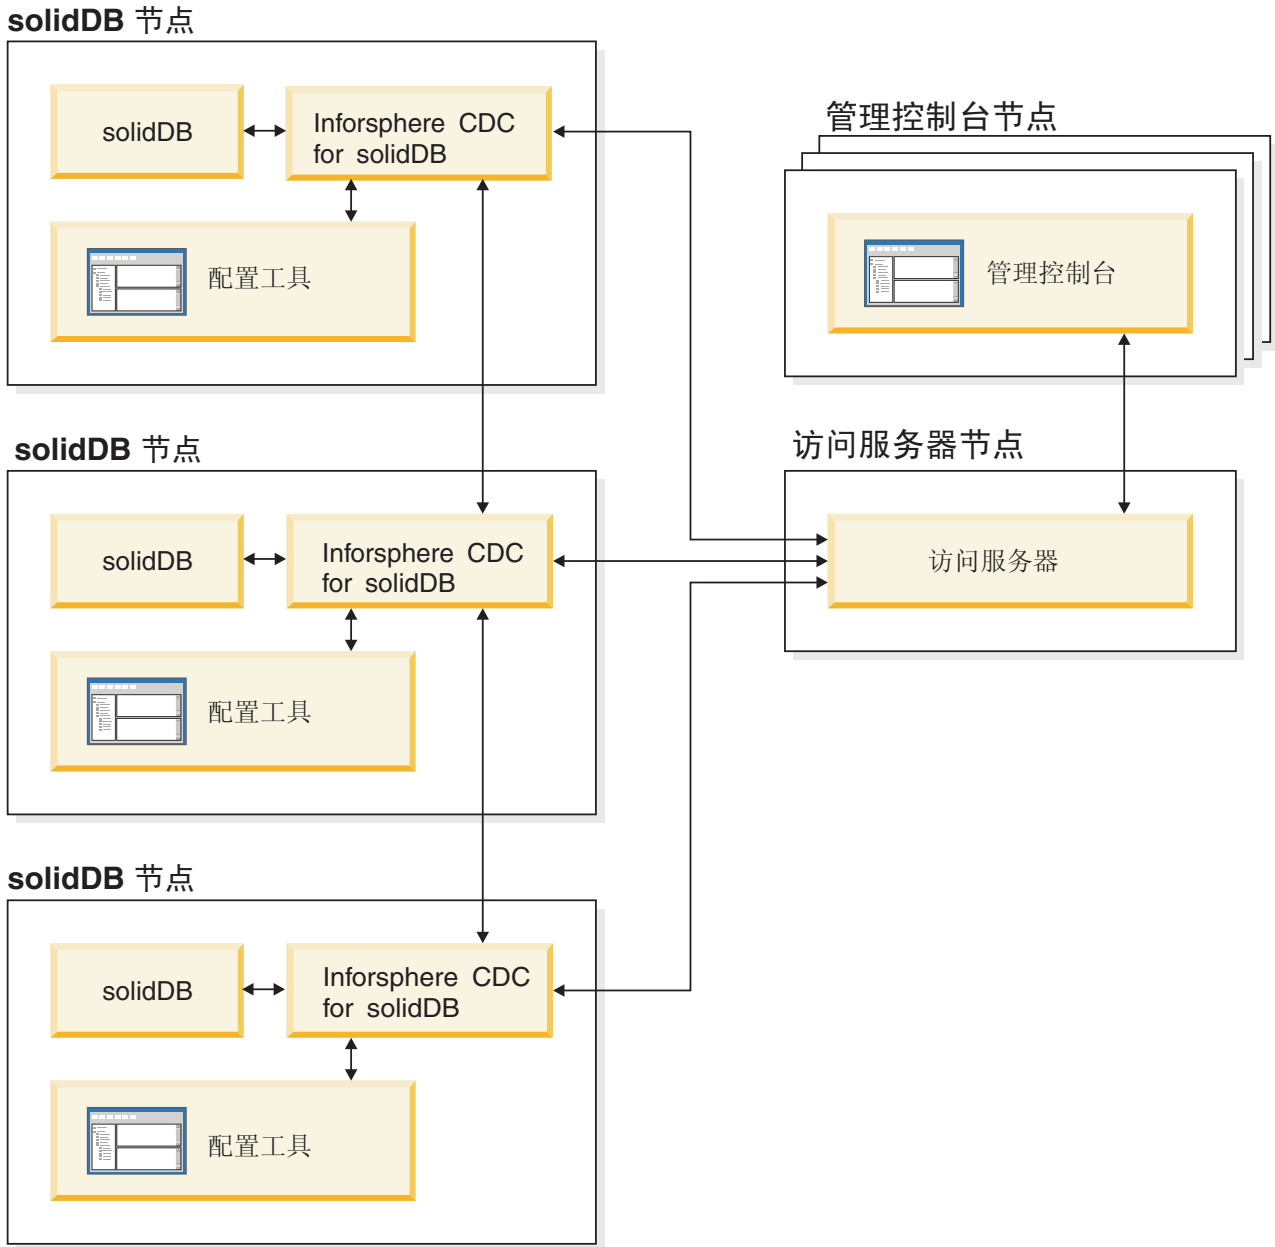 solidDB 节点
solidDB
Inforsphere CDC
for solidDB
配置工具
管理控制台节点
管理控制台
solidDB 节点
solidDB
Inforsphere CDC
for solidDB
配置工具
访问服务器节点
访问服务器
solidDB 节点
solidDB
Inforsphere CDC
for solidDB
配置工具